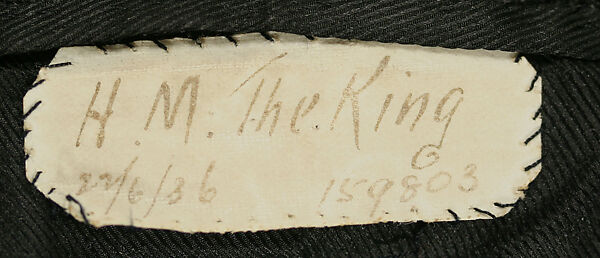 H.M. The King
22/6/36 159803